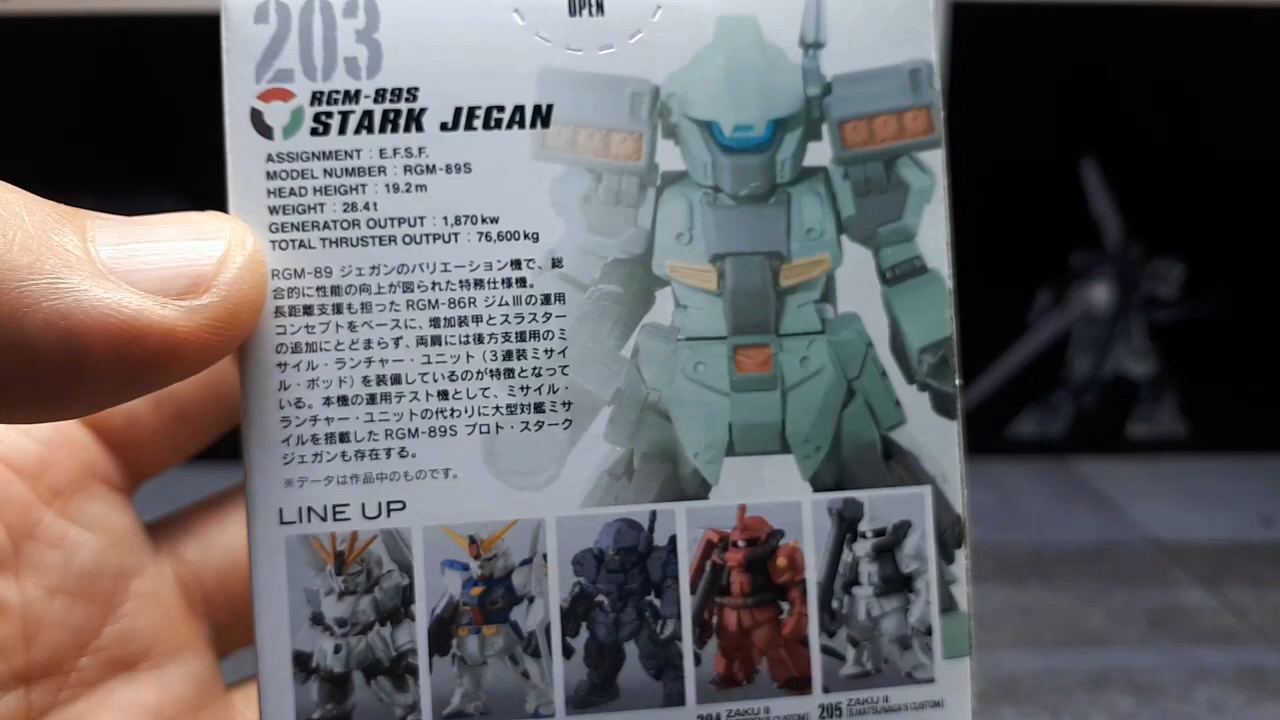 OPEN
203
RGM-89S
STARK JEGAN
ASSIGNMENT : E.F.S.F.
MODEL NUMBER : RGM-89S
HEAD HEIGHT : 19.2m
WEIGHT : 28.4t
GENERATOR OUTPUT : 1,870kw
TOTAL THRUSTER OUTPUT : 76,600kg
RGM-89 ジェガンのバリエーション機で、総
合的に性能の向上が図られた特務仕様機。
長距離支援も担った RGM-86R ジムⅢの運用
コンセプトをベースに、増加装甲とスラスター
の追加にとどまらず、両肩には後方支援用のミ
サイル・ランチャー・ユニット（3連装ミサイ
ル・ポッド）を装備しているのが特徴となって
いる。本機の運用テスト機として、ミサイル・
ランチャー・ユニットの代わりに大型対艦ミサ
イルを搭載した RGM-89S プロト・スターク
ジェガンも存在する。
※データは作品中のものです。
LINE UP
204 ZAKU II
205 ZAKU II
[S.MATSUNAGA'S CUSTOM]